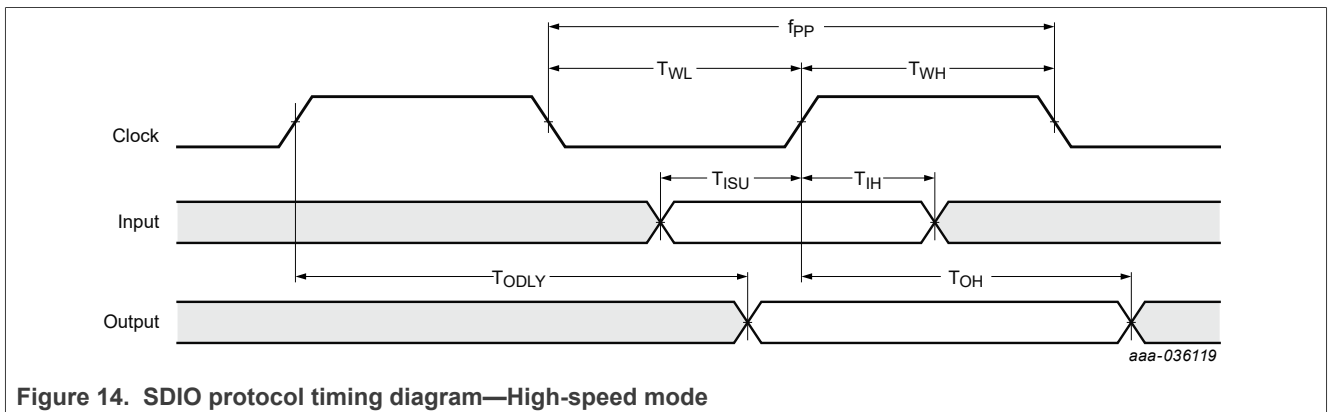 fPP
TWL
TWH
Clock
TISU
TIH
Input
TODLY
TOH
Output
aaa-036119
Figure 14. SDIO protocol timing diagram—High-speed mode